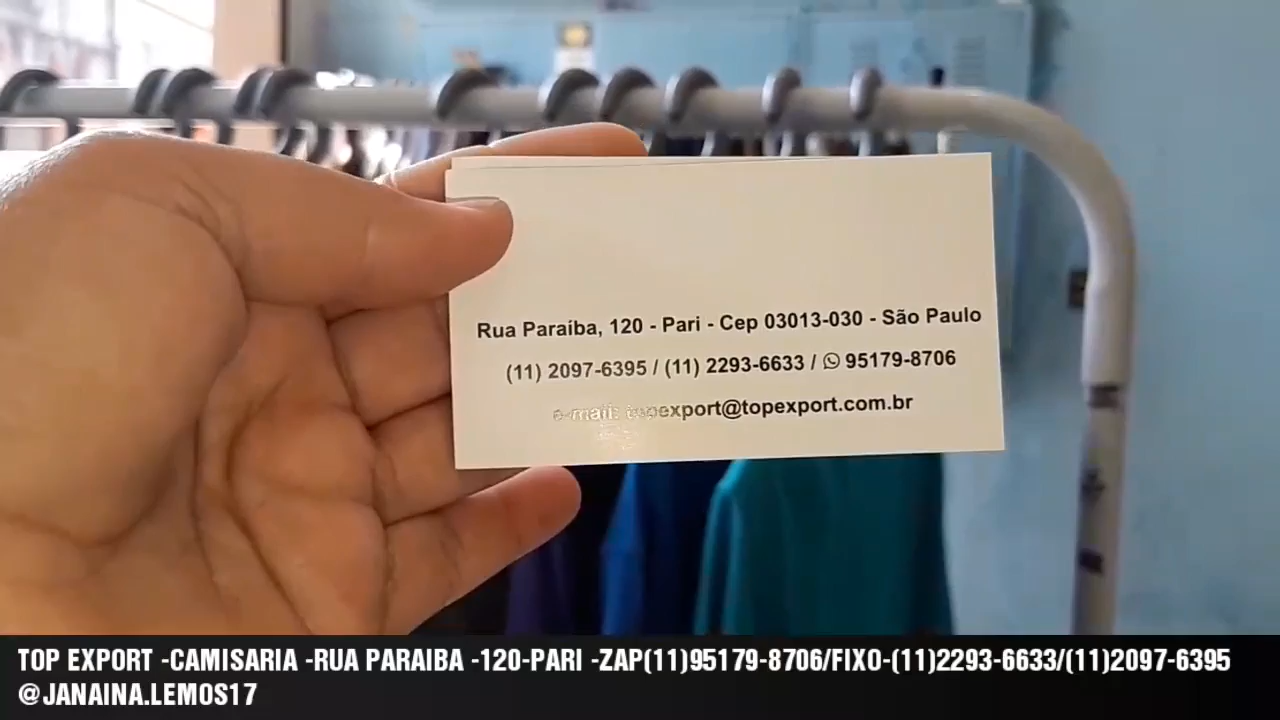 Rua Paraíba, 120 - Pari - Cep 03013-030 - São Paulo
(11) 2097-6395 / (11) 2293-6633 / 95179-8706
e-mail: topexport@topexport.com.br
TOP EXPORT -CAMISARIA -RUA PARAIBA -120-PARI -ZAP(11)95179-8706/FIXO-(11)2293-6633/(11)2097-6395
@JANAINA.LEMOS17